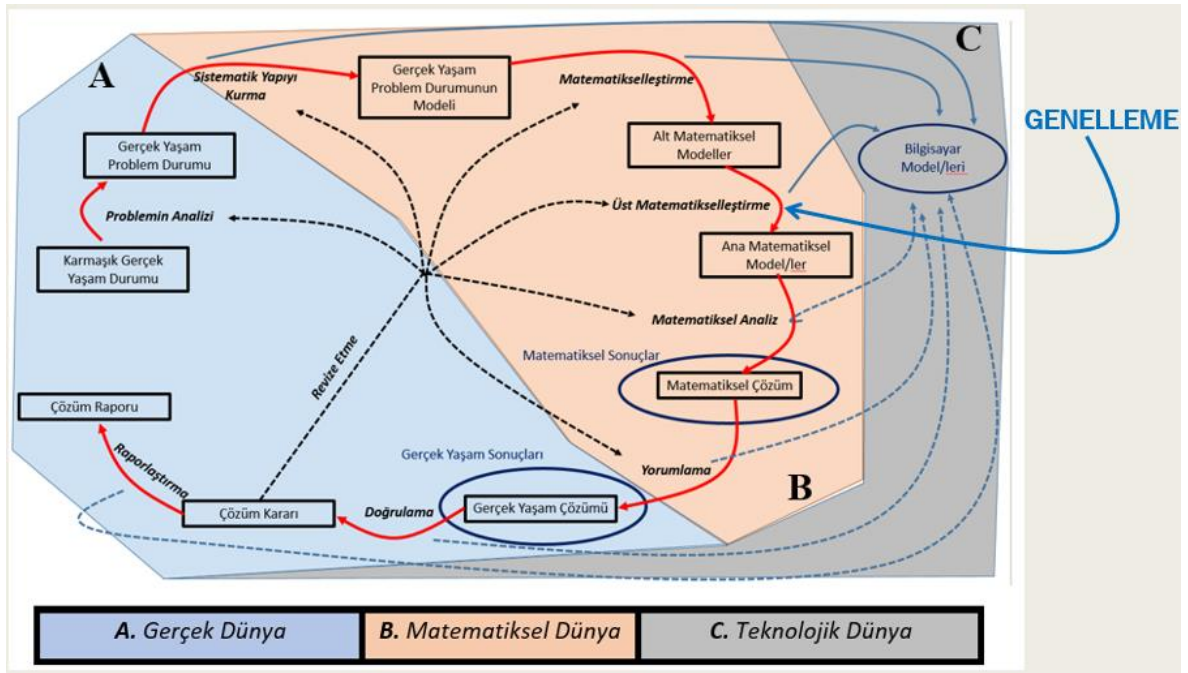 A
C
Sistematik Yapıyı
Kurma
Gerçek Yaşam
Problem Durumunun
Modeli
Matematikselleştirme
GENELLEME
Gerçek Yaşam
Problem Durumu
Alt Matematiksel
Modeller
Bilgisayar
Model/leri
Problemin Analizi
Üst Matematikselleştirme
Karmaşık Gerçek
Yaşam Durumu
Ana Matematiksel
Model/ler
Matematiksel Analiz
Revize Etme
Matematiksel Sonuçlar
Matematiksel Çözüm
Çözüm Raporu
Raporlaştırma
Gerçek Yaşam Sonuçları
Yorumlama
B
Çözüm Kararı
Doğrulama
Gerçek Yaşam Çözümü
A. Gerçek Dünya
B. Matematiksel Dünya
C. Teknolojik Dünya